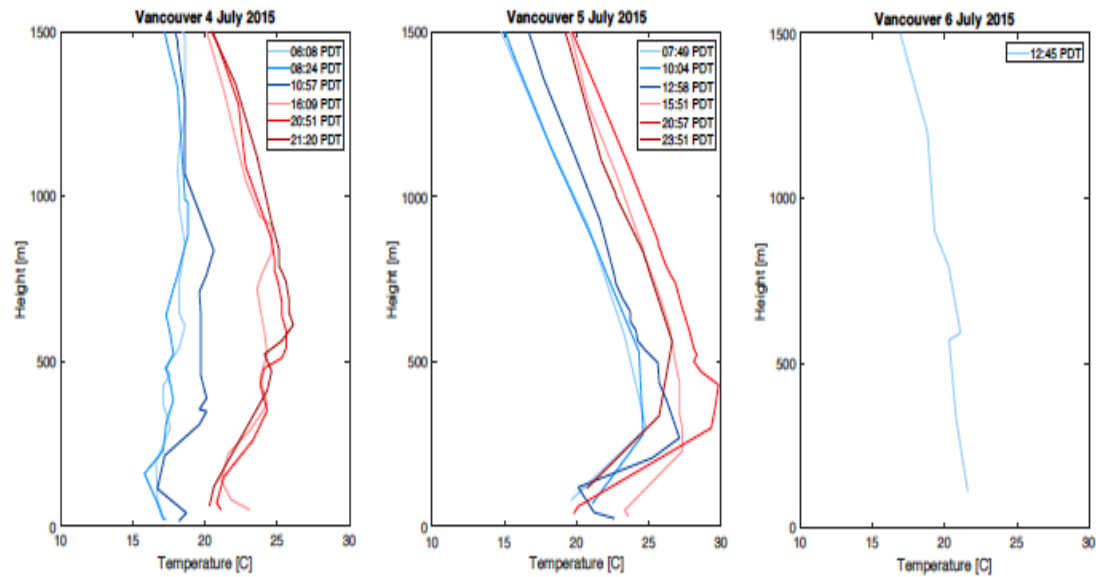 Vancouver 4 July 2015
1500
1000
500
0
10
15
20
25
30
Height [m]
Temperature [C]
06:08 PDT
08:24 PDT
10:57 PDT
16:09 PDT
20:51 PDT
21:20 PDT
Vancouver 5 July 2015
1500
1000
500
0
10
15
20
25
30
Height [m]
Temperature [C]
07:49 PDT
10:04 PDT
12:58 PDT
15:51 PDT
20:57 PDT
23:51 PDT
Vancouver 6 July 2015
1500
1000
500
0
10
15
20
25
30
Height [m]
Temperature [C]
12:45 PDT